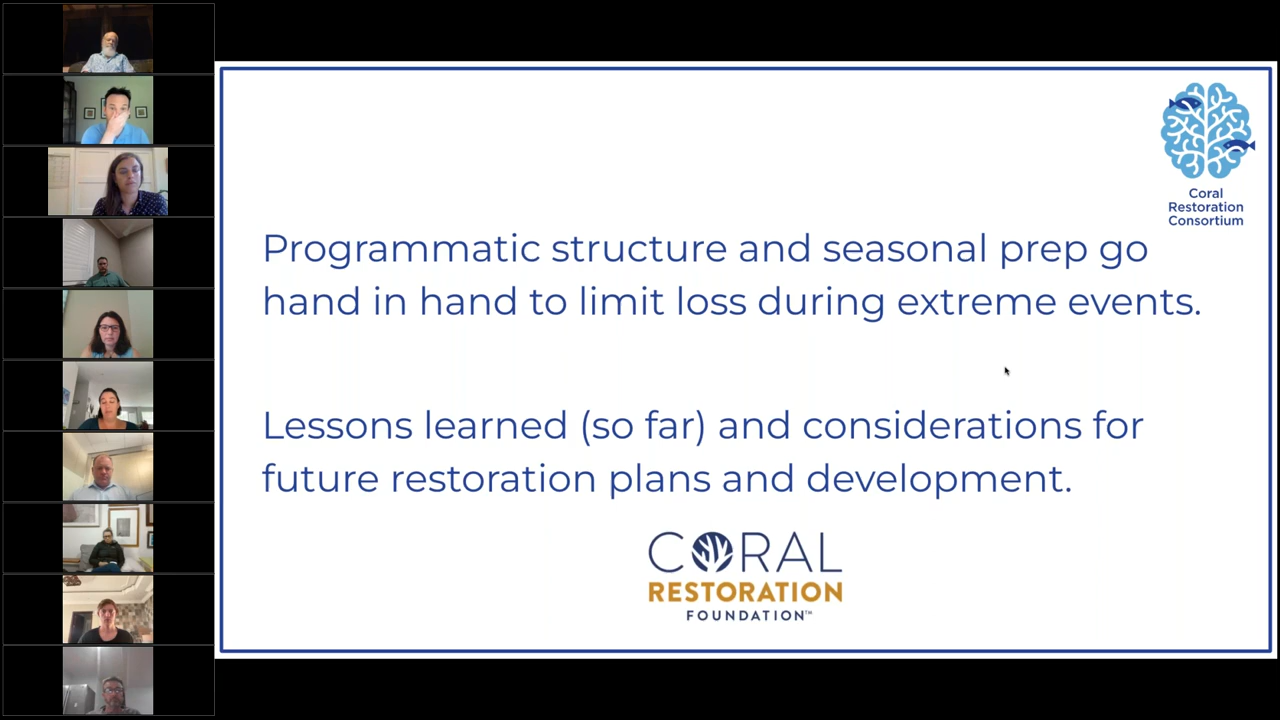 Coral
Restoration
Consortium
Programmatic structure and seasonal prep go
hand in hand to limit loss during extreme events.
Lessons learned (so far) and considerations for
future restoration plans and development.
CORAL
RESTORATION
FOUNDATION™